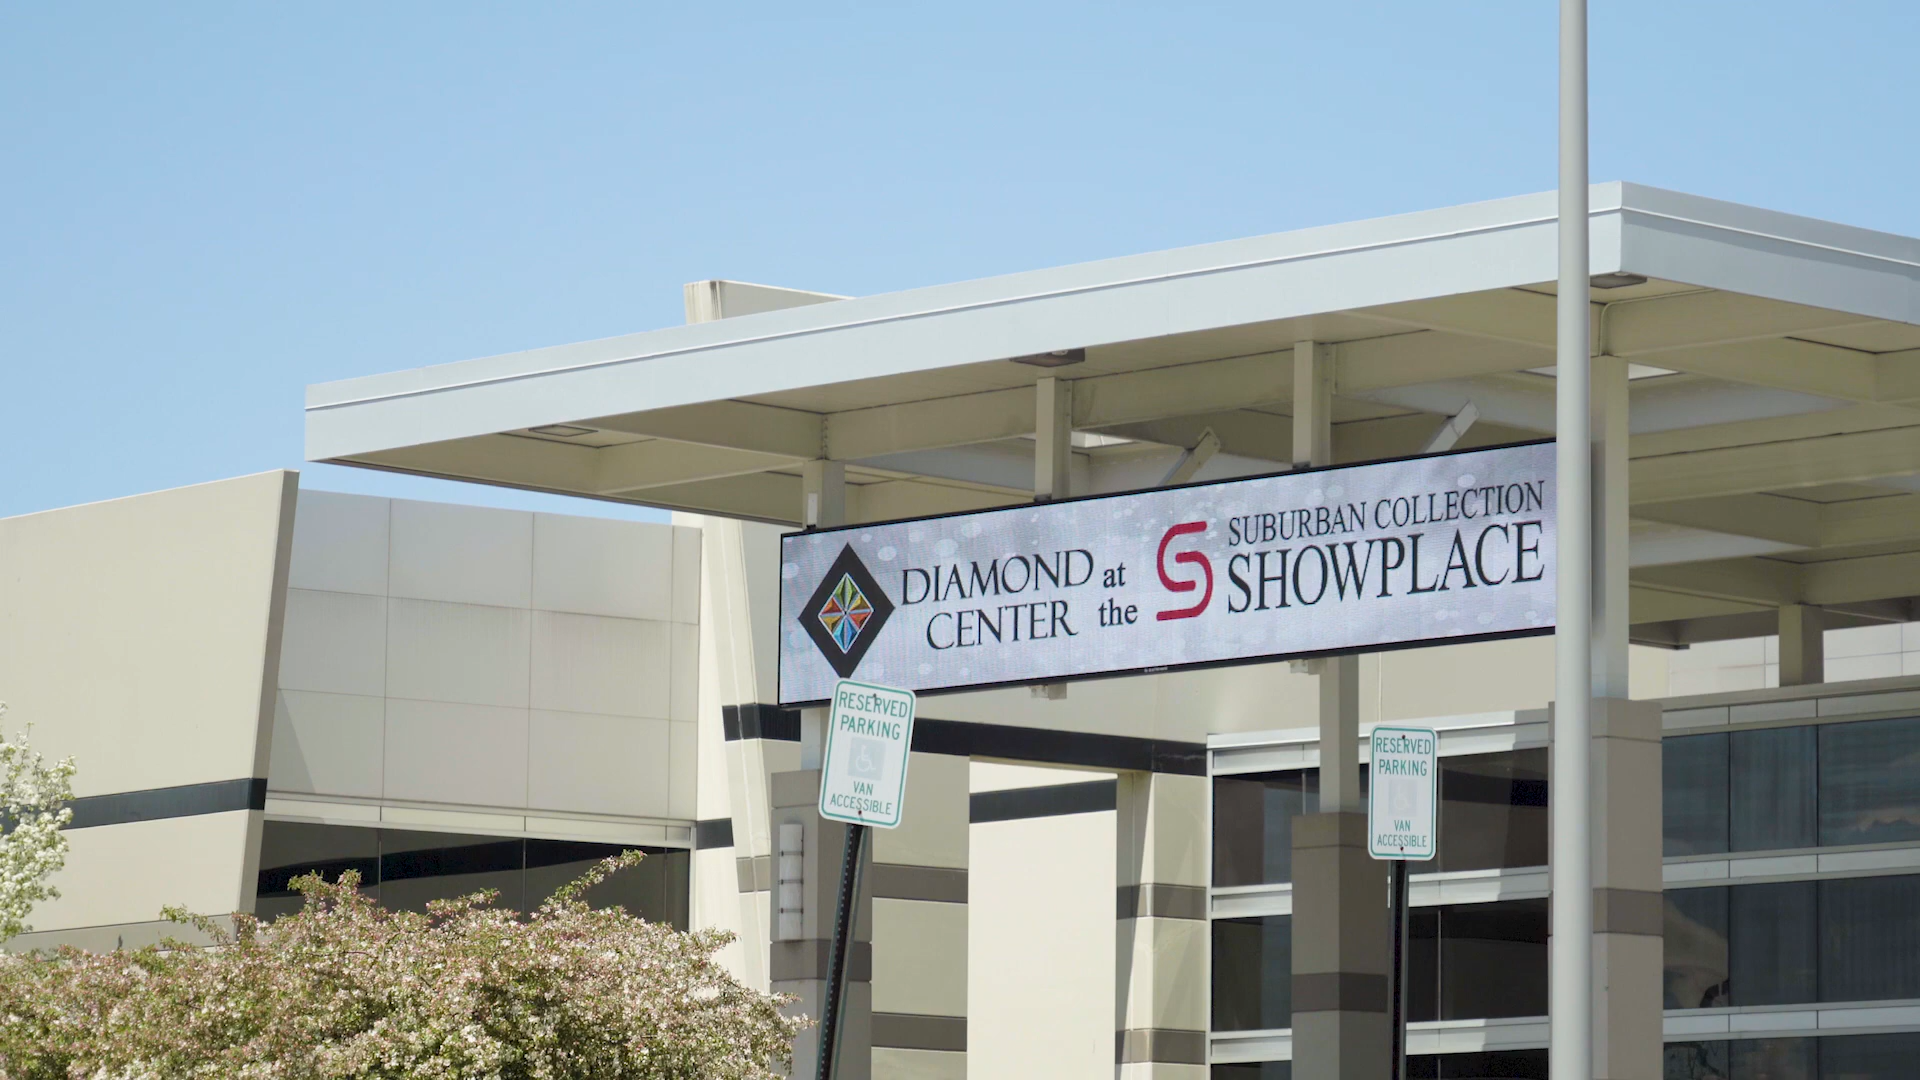 DIAMOND
CENTER
at
the
SUBURBAN COLLECTION
SHOWPLACE
RESERVED
PARKING
VAN
ACCESSIBLE
RESERVED
PARKING
VAN
ACCESSIBLE